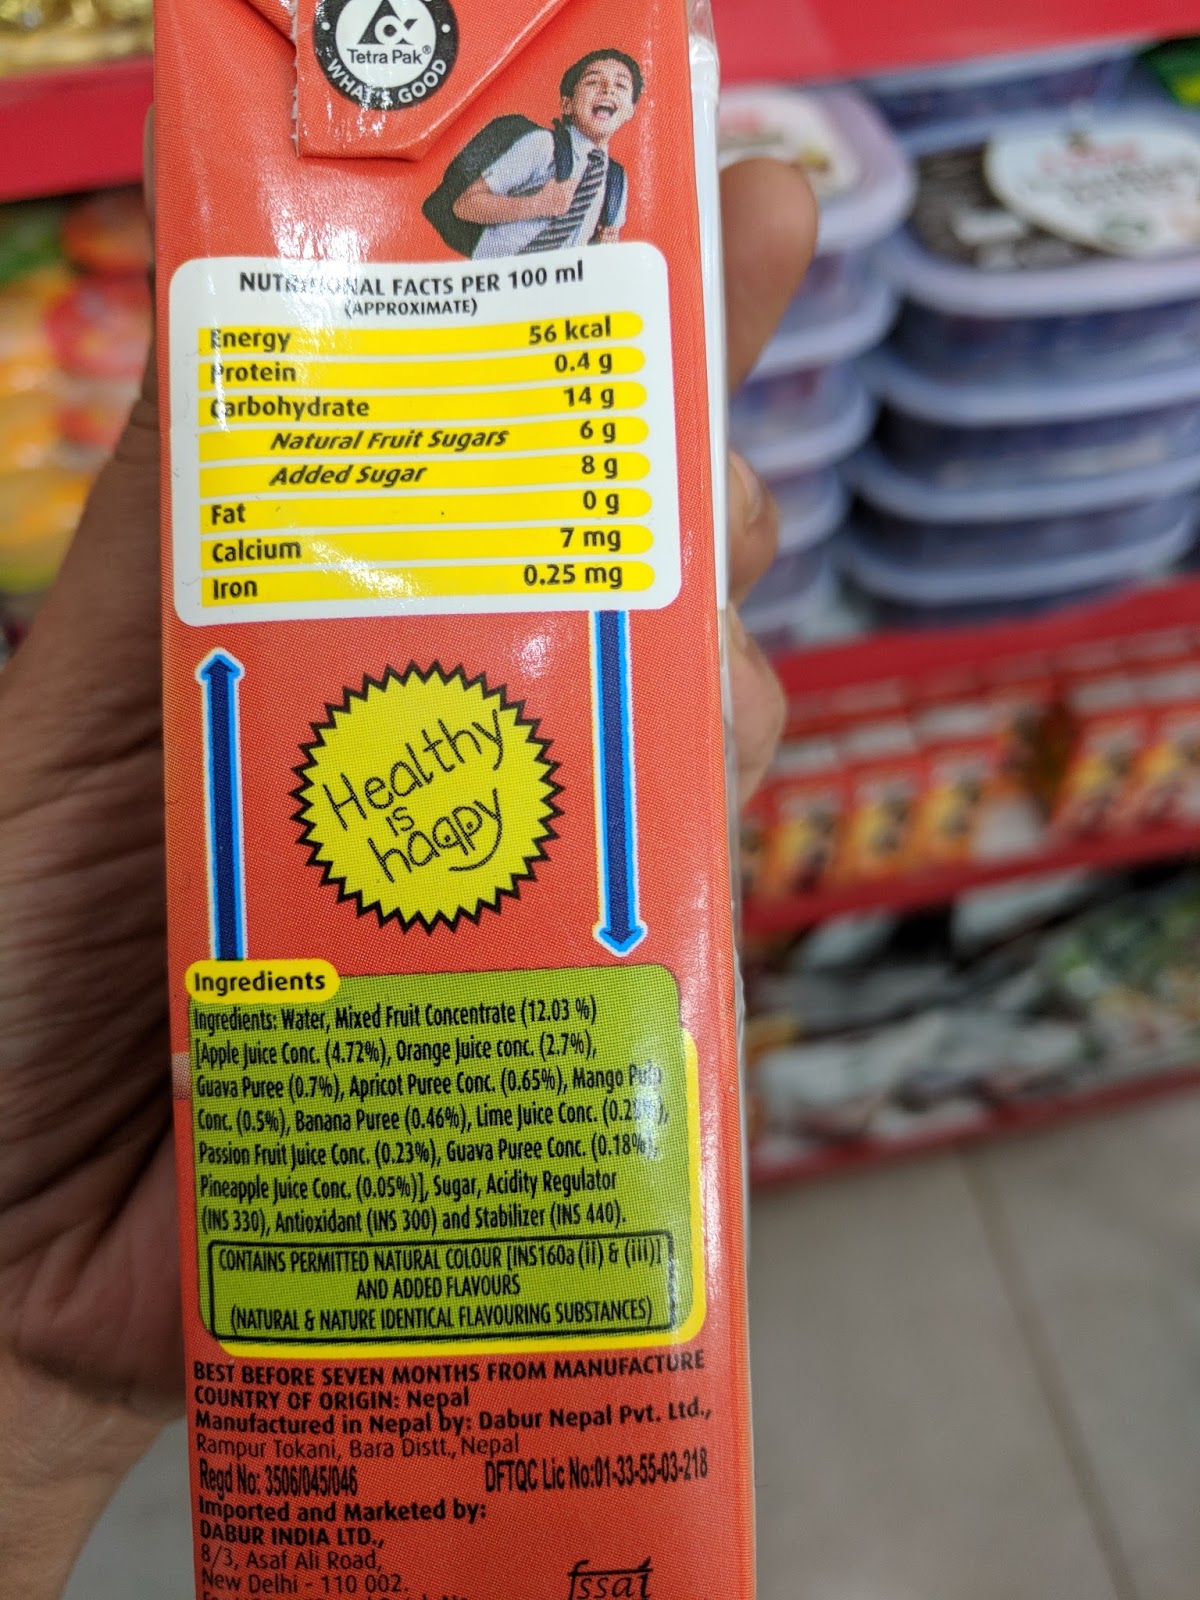 Tetra Pak®
WHAT'S GOOD
NUTRITIONAL FACTS PER 100 ml
(APPROXIMATE)
Energy 56 kcal
Protein 0.4 g
Carbohydrate 14 g
Natural Fruit Sugars 6 g
Added Sugar 8 g
Fat 0 g
Calcium 7 mg
Iron 0.25 mg
Healthy
is
happy
Ingredients
Ingredients: Water, Mixed Fruit Concentrate (12.03 %)
[Apple Juice Conc. (4.72%), Orange Juice conc. (2.7%),
Guava Puree (0.7%), Apricot Puree Conc. (0.65%), Mango Pulp
Conc. (0.5%), Banana Puree (0.46%), Lime Juice Conc.
Passion Fruit Juice Conc. (0.23%), Guava Puree Conc. (0.18%),
Pineapple Juice Conc. (0.05%)], Sugar, Acidity Regulator
(INS 330), Antioxidant (INS 300) and Stabilizer (INS 440).
CONTAINS PERMITTED NATURAL COLOUR [INS160a (ii) & (iii)]
AND ADDED FLAVOURS
(NATURAL & NATURE IDENTICAL FLAVOURING SUBSTANCES)
BEST BEFORE SEVEN MONTHS FROM MANUFACTURE
COUNTRY OF ORIGIN: Nepal
Manufactured in Nepal by: Dabur Nepal Pvt. Ltd.,
Rampur Tokani, Bara Distt., Nepal
Regd No: 3506/045/046 DFTQC Lic No:01-33-55-03-218
Imported and Marketed by:
DABUR INDIA LTD.,
8/3, Asaf Ali Road,
New Delhi - 110 002.
fssai